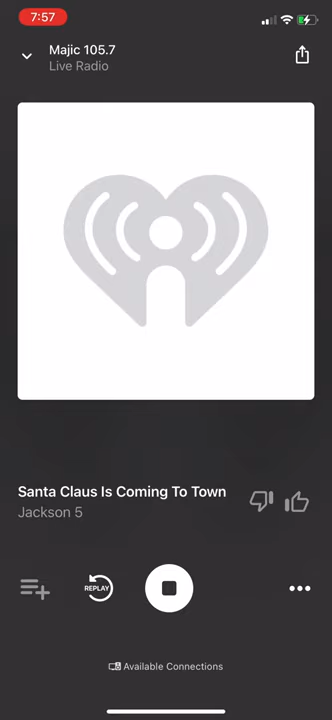 7:57
Majic 105.7
Live Radio
Santa Claus Is Coming To Town
Jackson 5
REPLAY
Available Connections